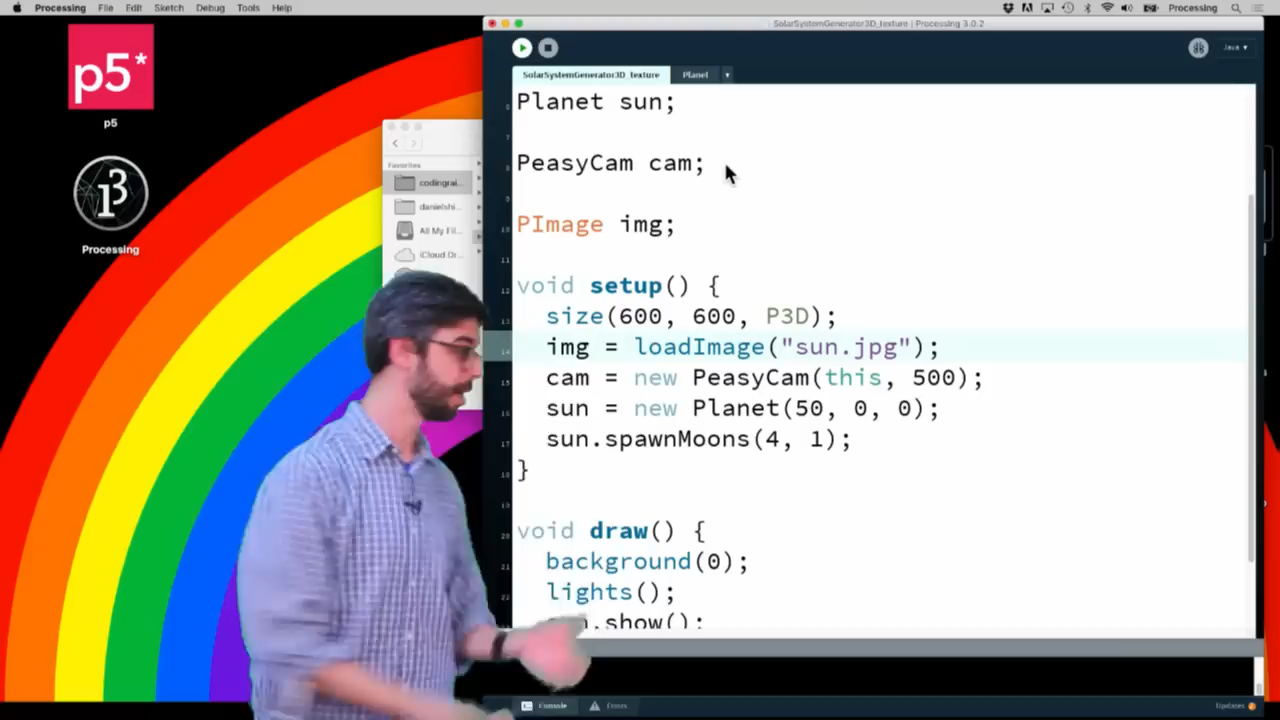 Processing File Edit Sketch Debug Tools Help Processing
SolarSystemGenerator3D_texture | Processing 3.0.2
Java
SolarSystemGenerator3D_texture Planet
p5*
p5
Processing
Favorites
codingrai...
danielshi...
All My Fil...
iCloud Dr...
Planet sun;
PeasyCam cam;
PImage img;
void setup() {
size(600, 600, P3D);
img = loadImage("sun.jpg");
cam = new PeasyCam(this, 500);
sun = new Planet(50, 0, 0);
sun.spawnMoons(4, 1);
}
void draw() {
background(0);
lights();
.show();
Console Errors Updates